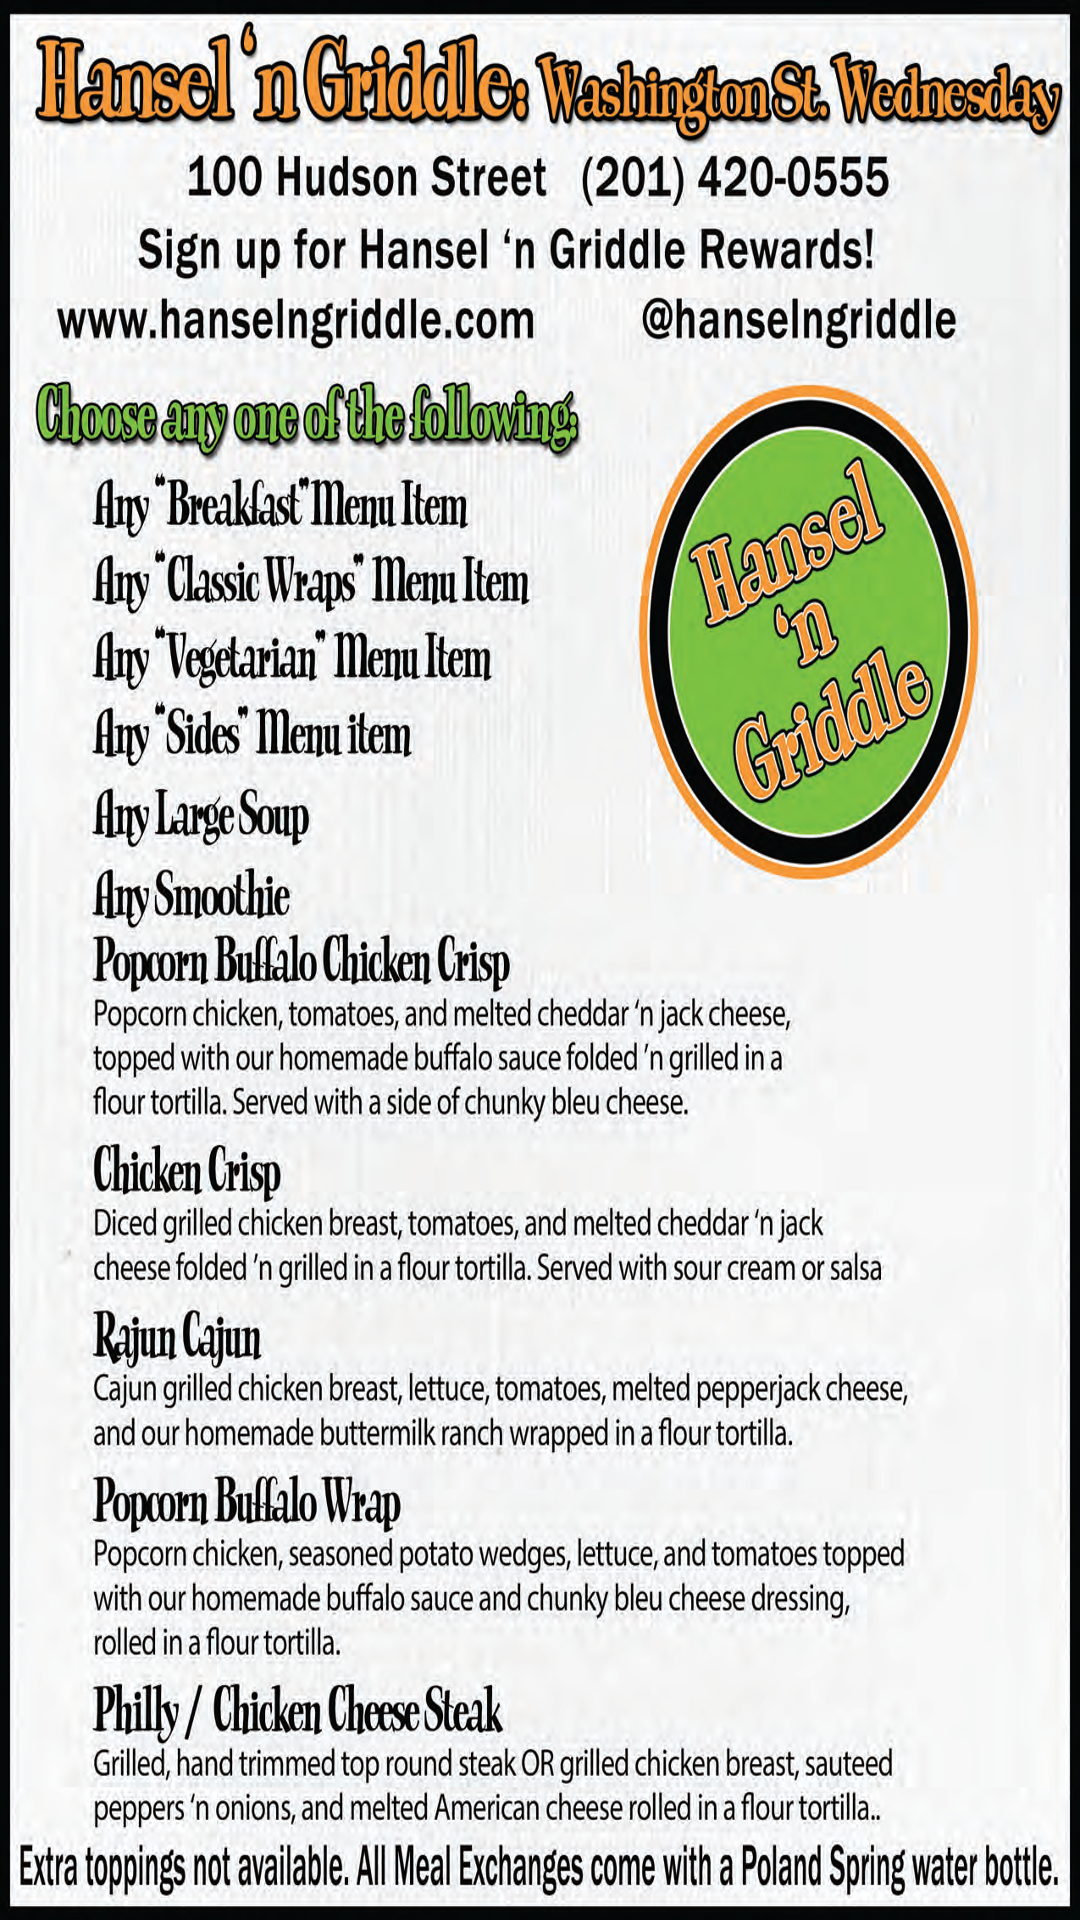 Hansel 'n Griddle: Washington St. Wednesday
100 Hudson Street (201) 420-0555
Sign up for Hansel 'n Griddle Rewards!
www.hanselngriddle.com @hanselngriddle
Choose any one of the following:
Any "Breakfast" Menu Item
Any "Classic Wraps" Menu Item
Any "Vegetarian" Menu Item
Any "Sides" Menu item
Any Large Soup
Any Smoothie
Hansel
'n
Griddle
Popcorn Buffalo Chicken Crisp
Popcorn chicken, tomatoes, and melted cheddar 'n jack cheese,
topped with our homemade buffalo sauce folded 'n grilled in a
flour tortilla. Served with a side of chunky bleu cheese.
Chicken Crisp
Diced grilled chicken breast, tomatoes, and melted cheddar 'n jack
cheese folded 'n grilled in a flour tortilla. Served with sour cream or salsa
Rajun Cajun
Cajun grilled chicken breast, lettuce, tomatoes, melted pepperjack cheese,
and our homemade buttermilk ranch wrapped in a flour tortilla.
Popcorn Buffalo Wrap
Popcorn chicken, seasoned potato wedges, lettuce, and tomatoes topped
with our homemade buffalo sauce and chunky bleu cheese dressing,
rolled in a flour tortilla.
Philly / Chicken Cheese Steak
Grilled, hand trimmed top round steak OR grilled chicken breast, sauteed
peppers 'n onions, and melted American cheese rolled in a flour tortilla..
Extra toppings not available. All Meal Exchanges come with a Poland Spring water bottle.